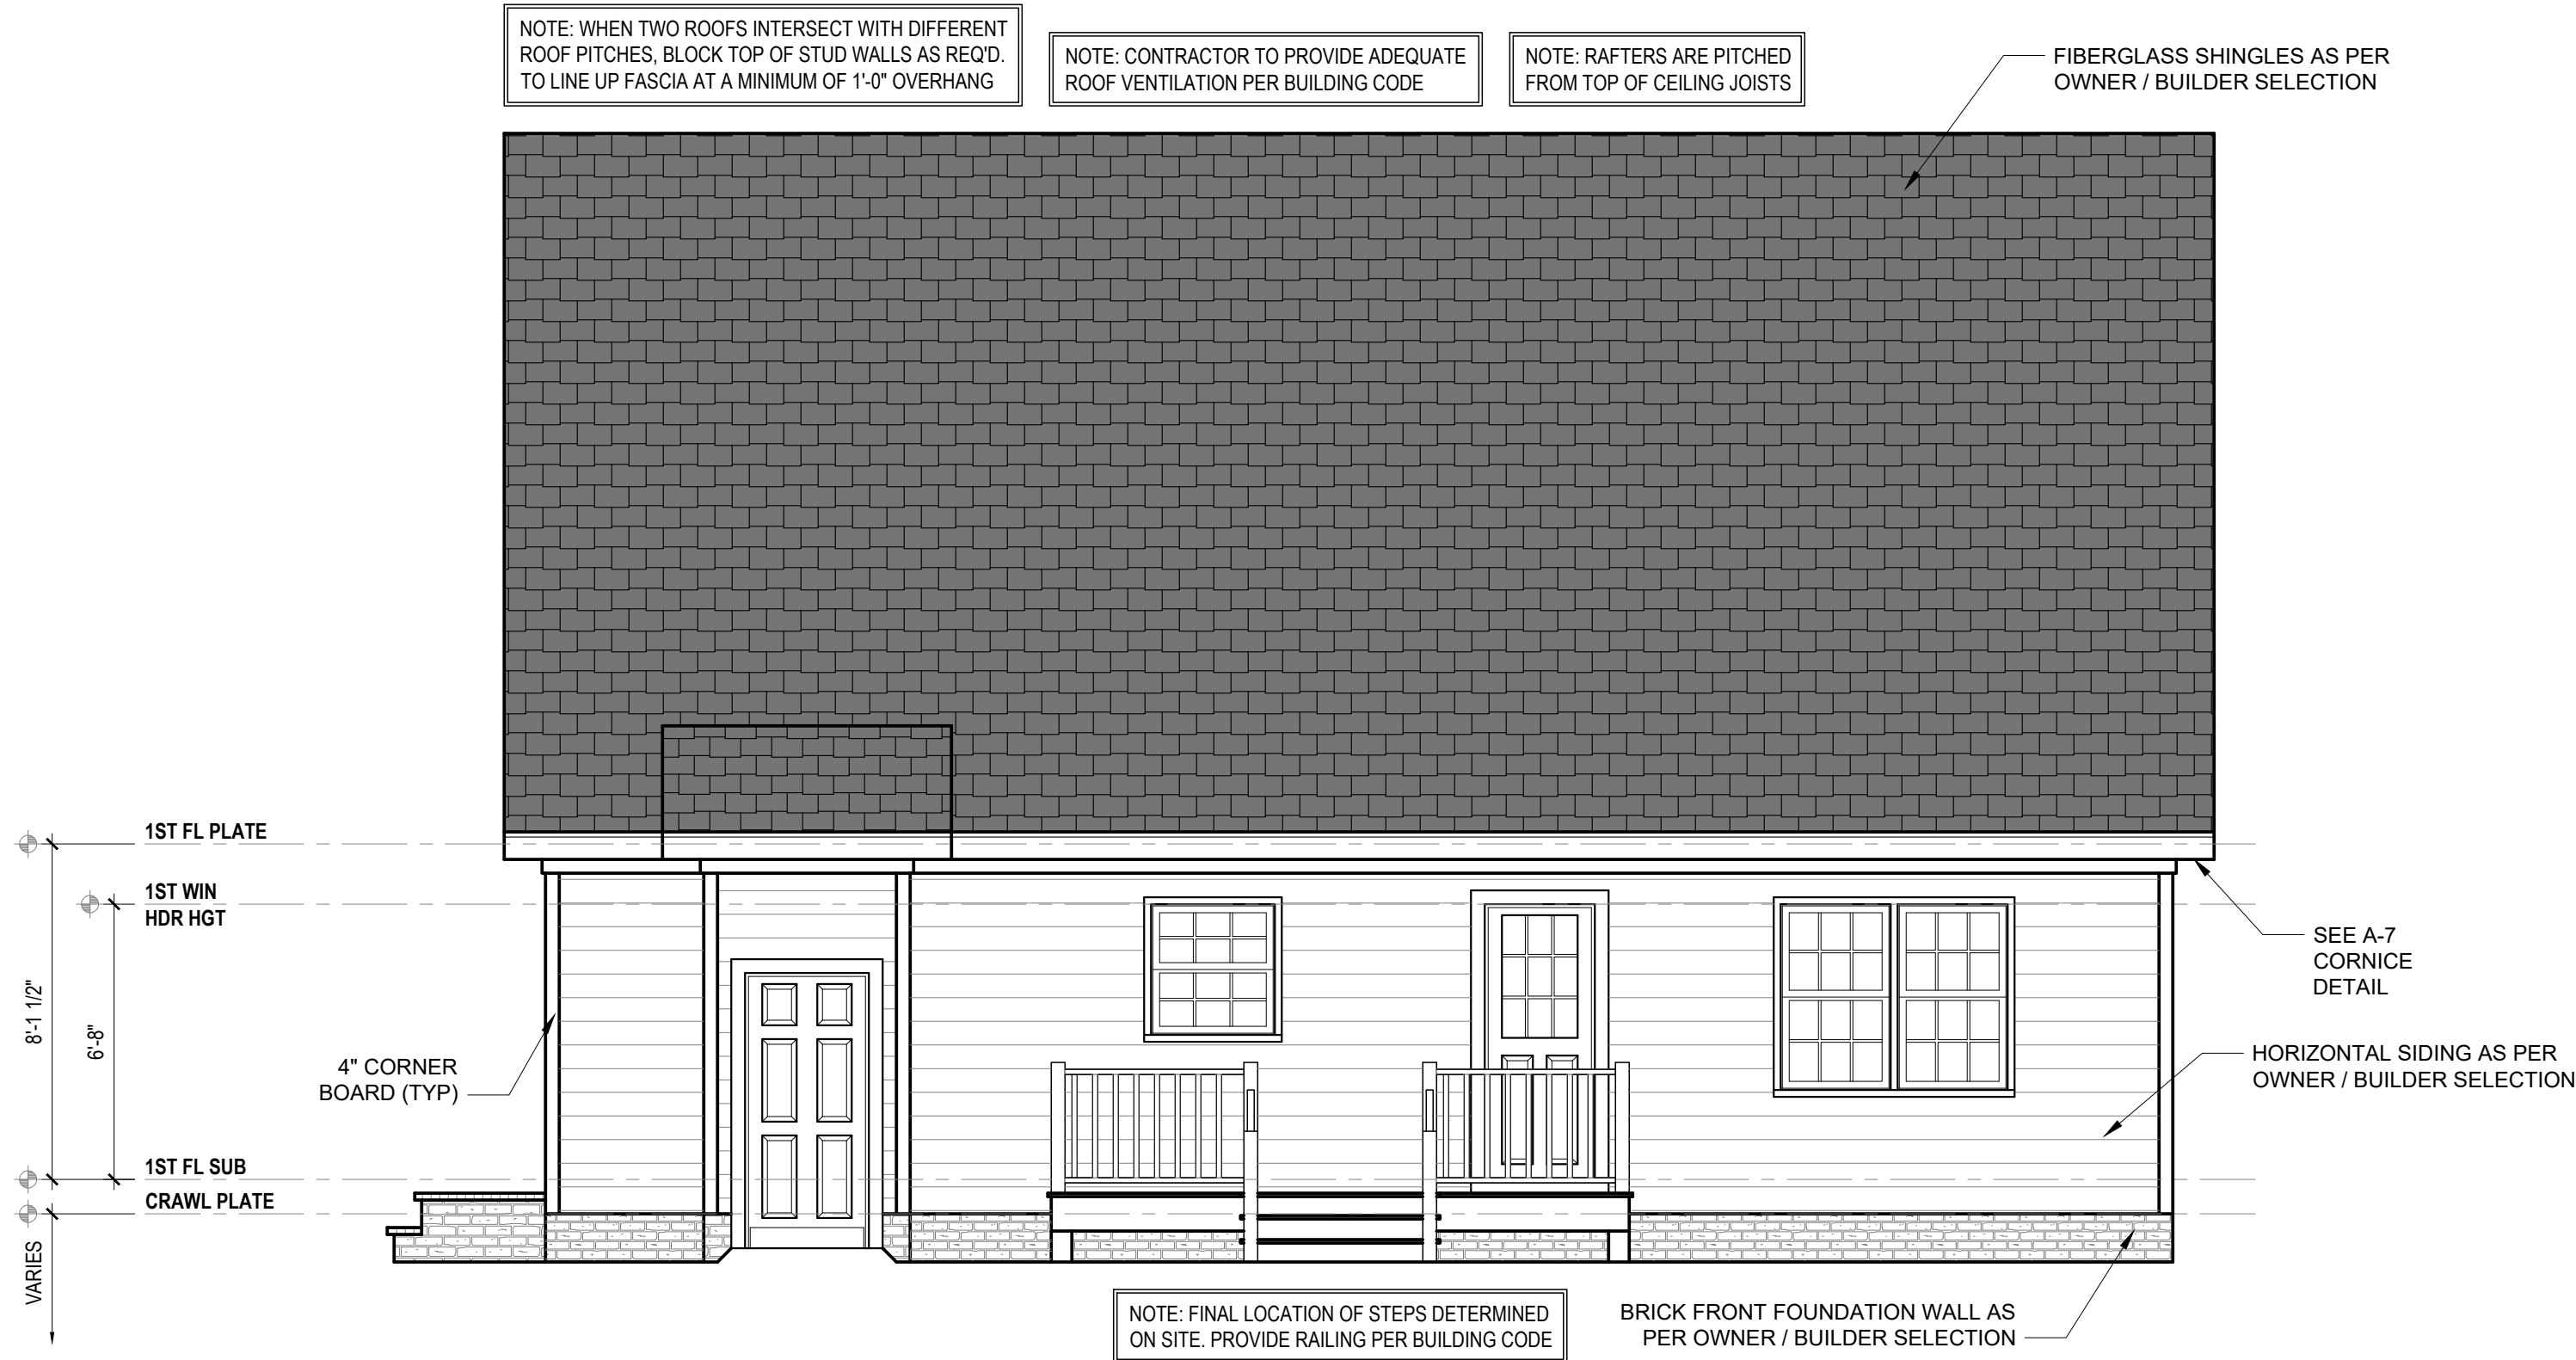 NOTE: WHEN TWO ROOFS INTERSECT WITH DIFFERENT
ROOF PITCHES, BLOCK TOP OF STUD WALLS AS REQ'D.
TO LINE UP FASCIA AT A MINIMUM OF 1'-0" OVERHANG
NOTE: CONTRACTOR TO PROVIDE ADEQUATE
ROOF VENTILATION PER BUILDING CODE
NOTE: RAFTERS ARE PITCHED
FROM TOP OF CEILING JOISTS
FIBERGLASS SHINGLES AS PER
OWNER / BUILDER SELECTION
1ST FL PLATE
1ST WIN
HDR HGT
8'-1 1/2"
6'-8"
4" CORNER
BOARD (TYP)
1ST FL SUB
CRAWL PLATE
VARIES
SEE A-7
CORNICE
DETAIL
HORIZONTAL SIDING AS PER
OWNER / BUILDER SELECTION
NOTE: FINAL LOCATION OF STEPS DETERMINED
ON SITE. PROVIDE RAILING PER BUILDING CODE
BRICK FRONT FOUNDATION WALL AS
PER OWNER / BUILDER SELECTION